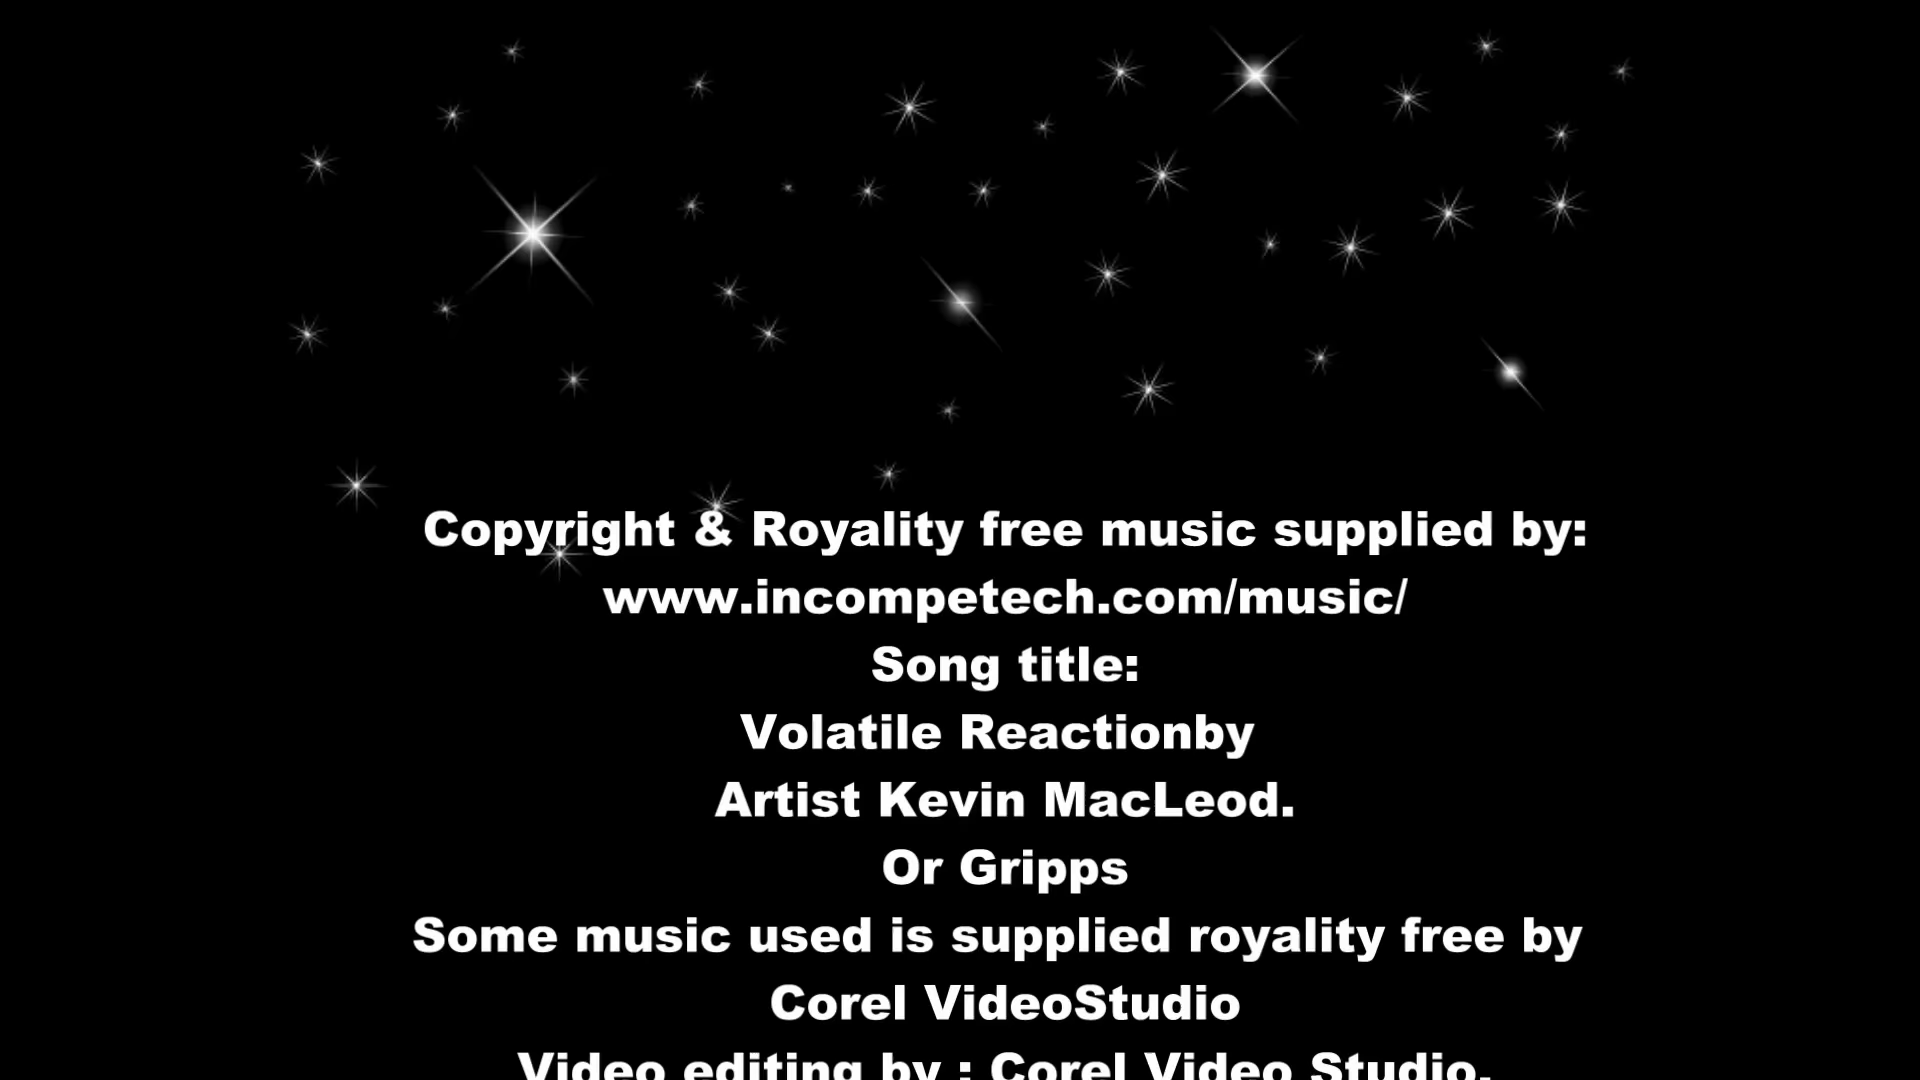 Copyright & Royality free music supplied by:
www.incompetech.com/music/
Song title:
Volatile Reactionby
Artist Kevin MacLeod.
Or Gripps
Some music used is supplied royality free by
Corel VideoStudio
Video editing by : Corel Video Studio.